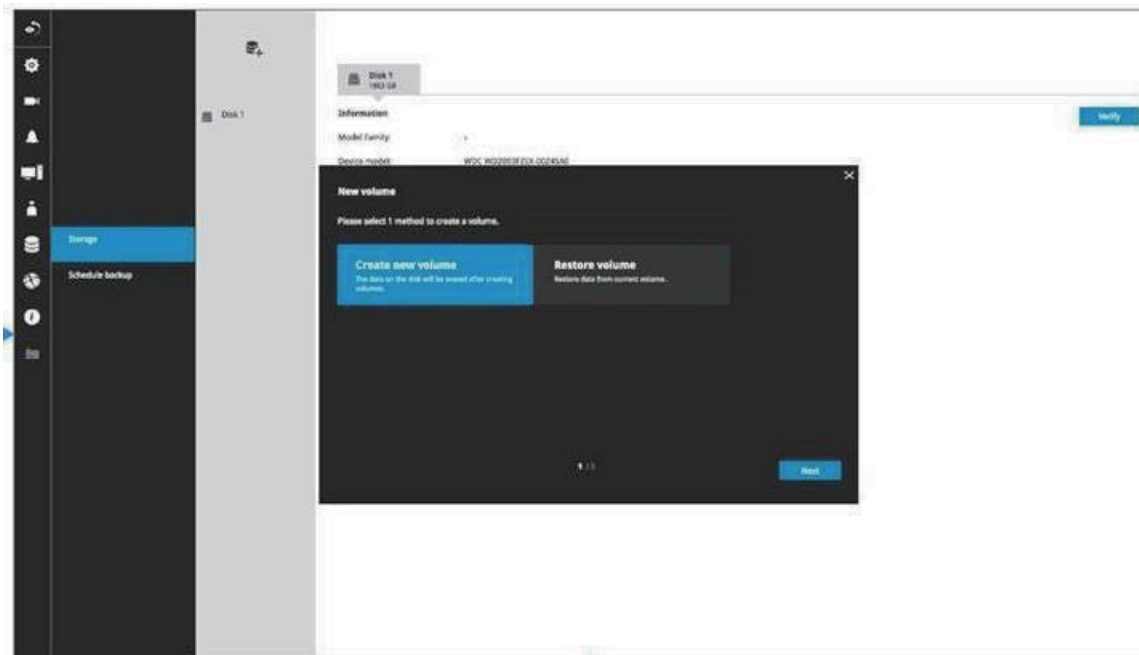 Disk 1
1863 GB
Disk 1
Information
Verify
Model Family:
Device model:
New volume
Please select 1 method to create a volume.
Create new volume
The data on the disk will be erased after creating
volumes.
Restore volume
Restore data from current volume.
Storage
Schedule backup
Next